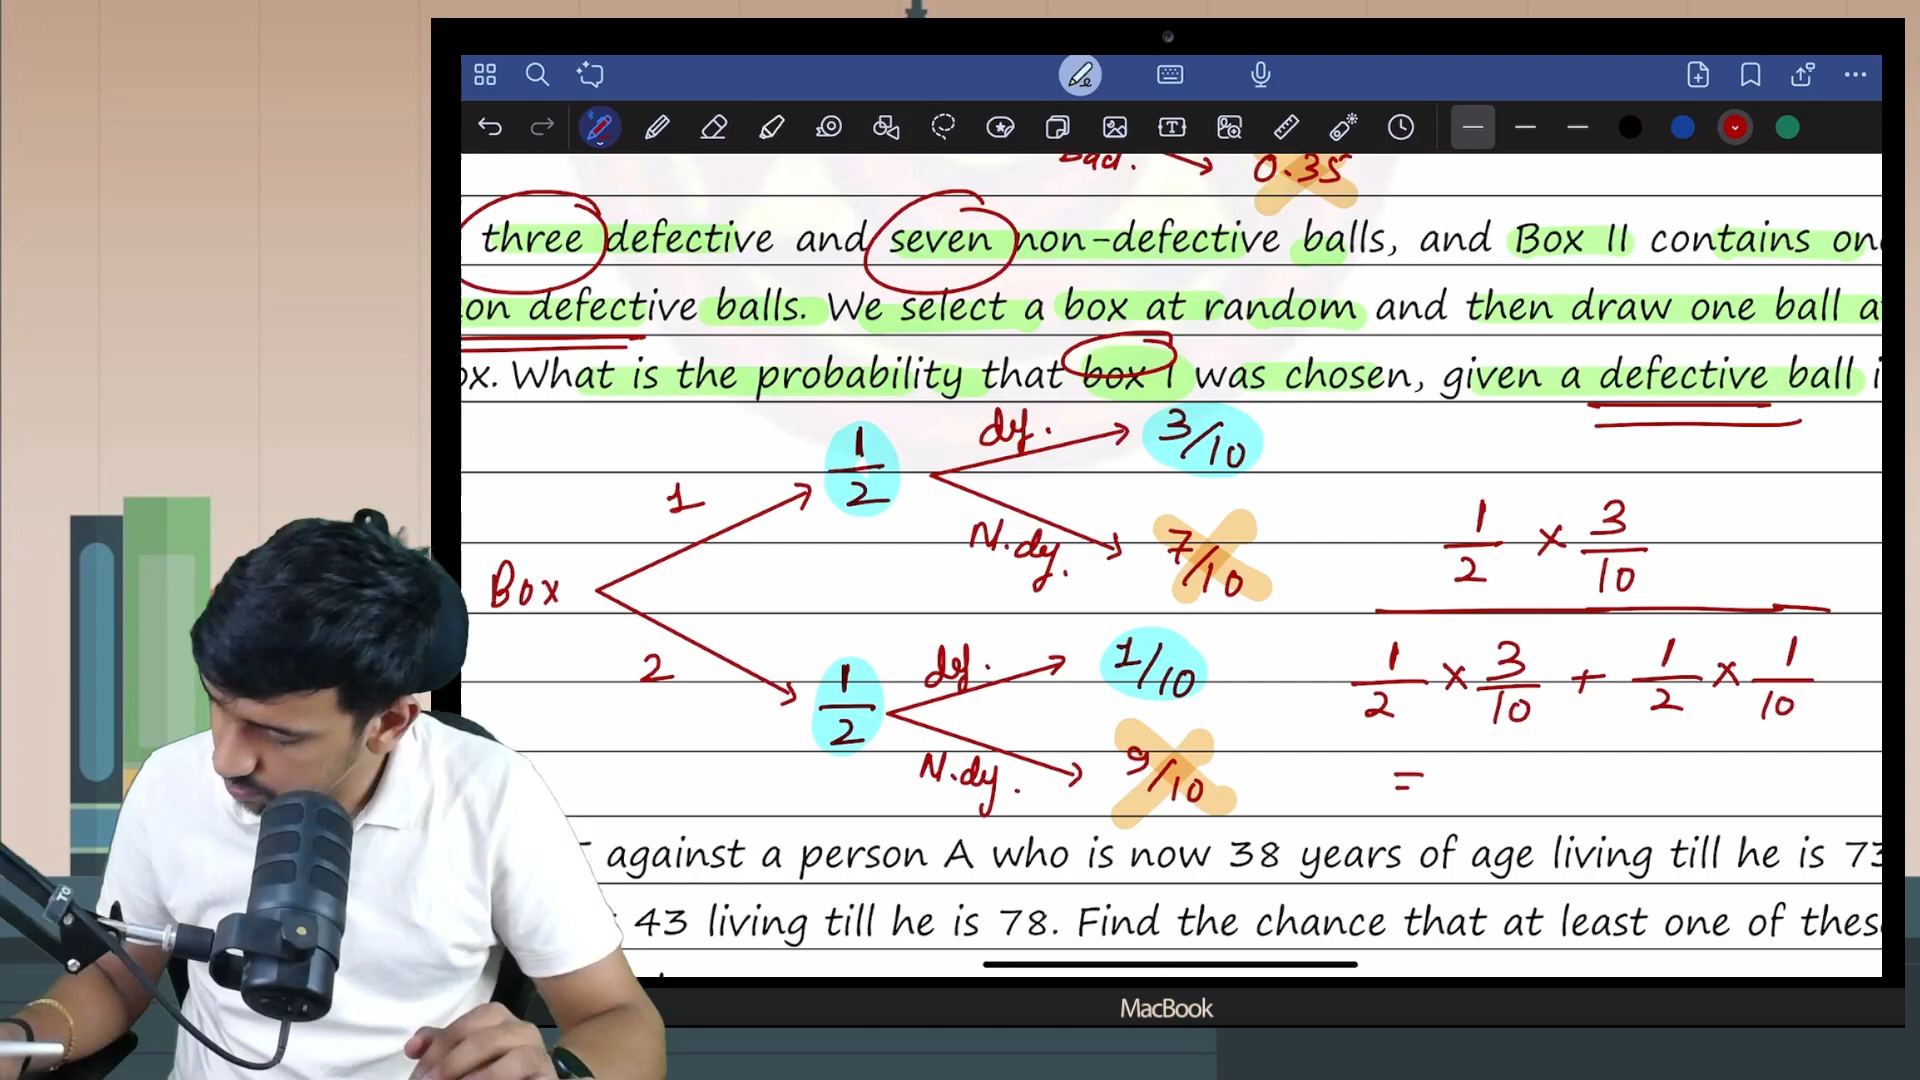 Bad. 0.35
three defective and seven non-defective balls, and Box II contains on
on defective balls. We select a box at random and then draw one ball a
ox. What is the probability that box I was chosen, given a defective ball i
1/2 df. 3/10
1
N.df. 7/10
1/2 × 3/10
Box
2
1/2 df. 1/10
1/2 × 3/10 + 1/2 × 1/10
N.df. 9/10
=
against a person A who is now 38 years of age living till he is 73
43 living till he is 78. Find the chance that at least one of thes
MacBook